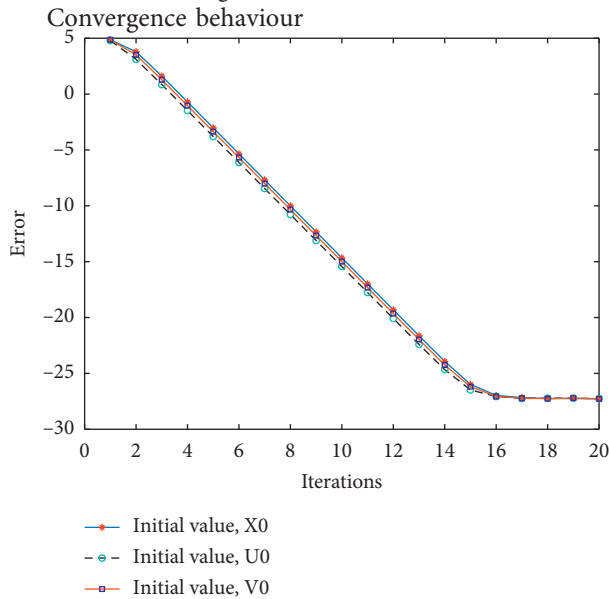 Convergence behaviour
5
0
–5
–10
–15
–20
–25
–30
Error
0 2 4 6 8 10 12 14 16 18 20
Iterations
Initial value, X0
Initial value, U0
Initial value, V0